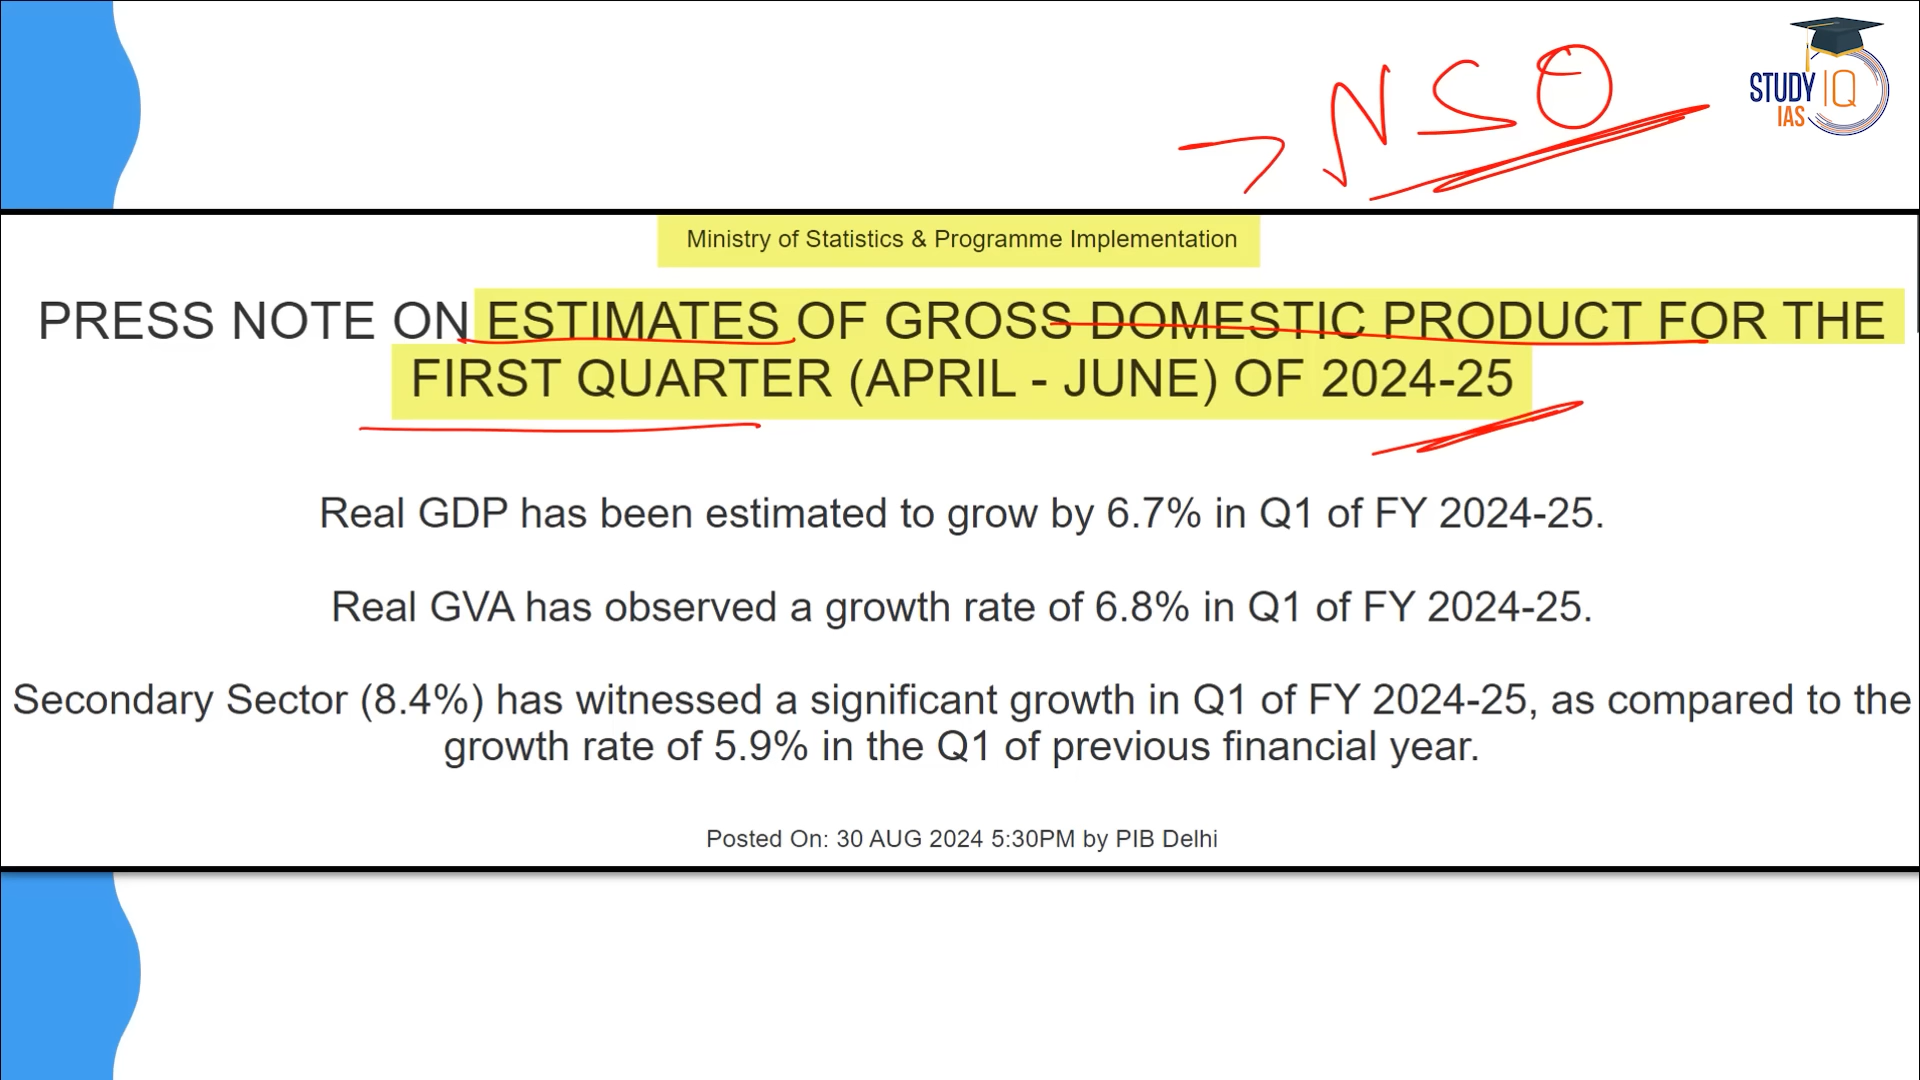 NSO
STUDY IQ
IAS
Ministry of Statistics & Programme Implementation
PRESS NOTE ON ESTIMATES OF GROSS DOMESTIC PRODUCT FOR THE
FIRST QUARTER (APRIL - JUNE) OF 2024-25
Real GDP has been estimated to grow by 6.7% in Q1 of FY 2024-25.
Real GVA has observed a growth rate of 6.8% in Q1 of FY 2024-25.
Secondary Sector (8.4%) has witnessed a significant growth in Q1 of FY 2024-25, as compared to the
growth rate of 5.9% in the Q1 of previous financial year.
Posted On: 30 AUG 2024 5:30PM by PIB Delhi